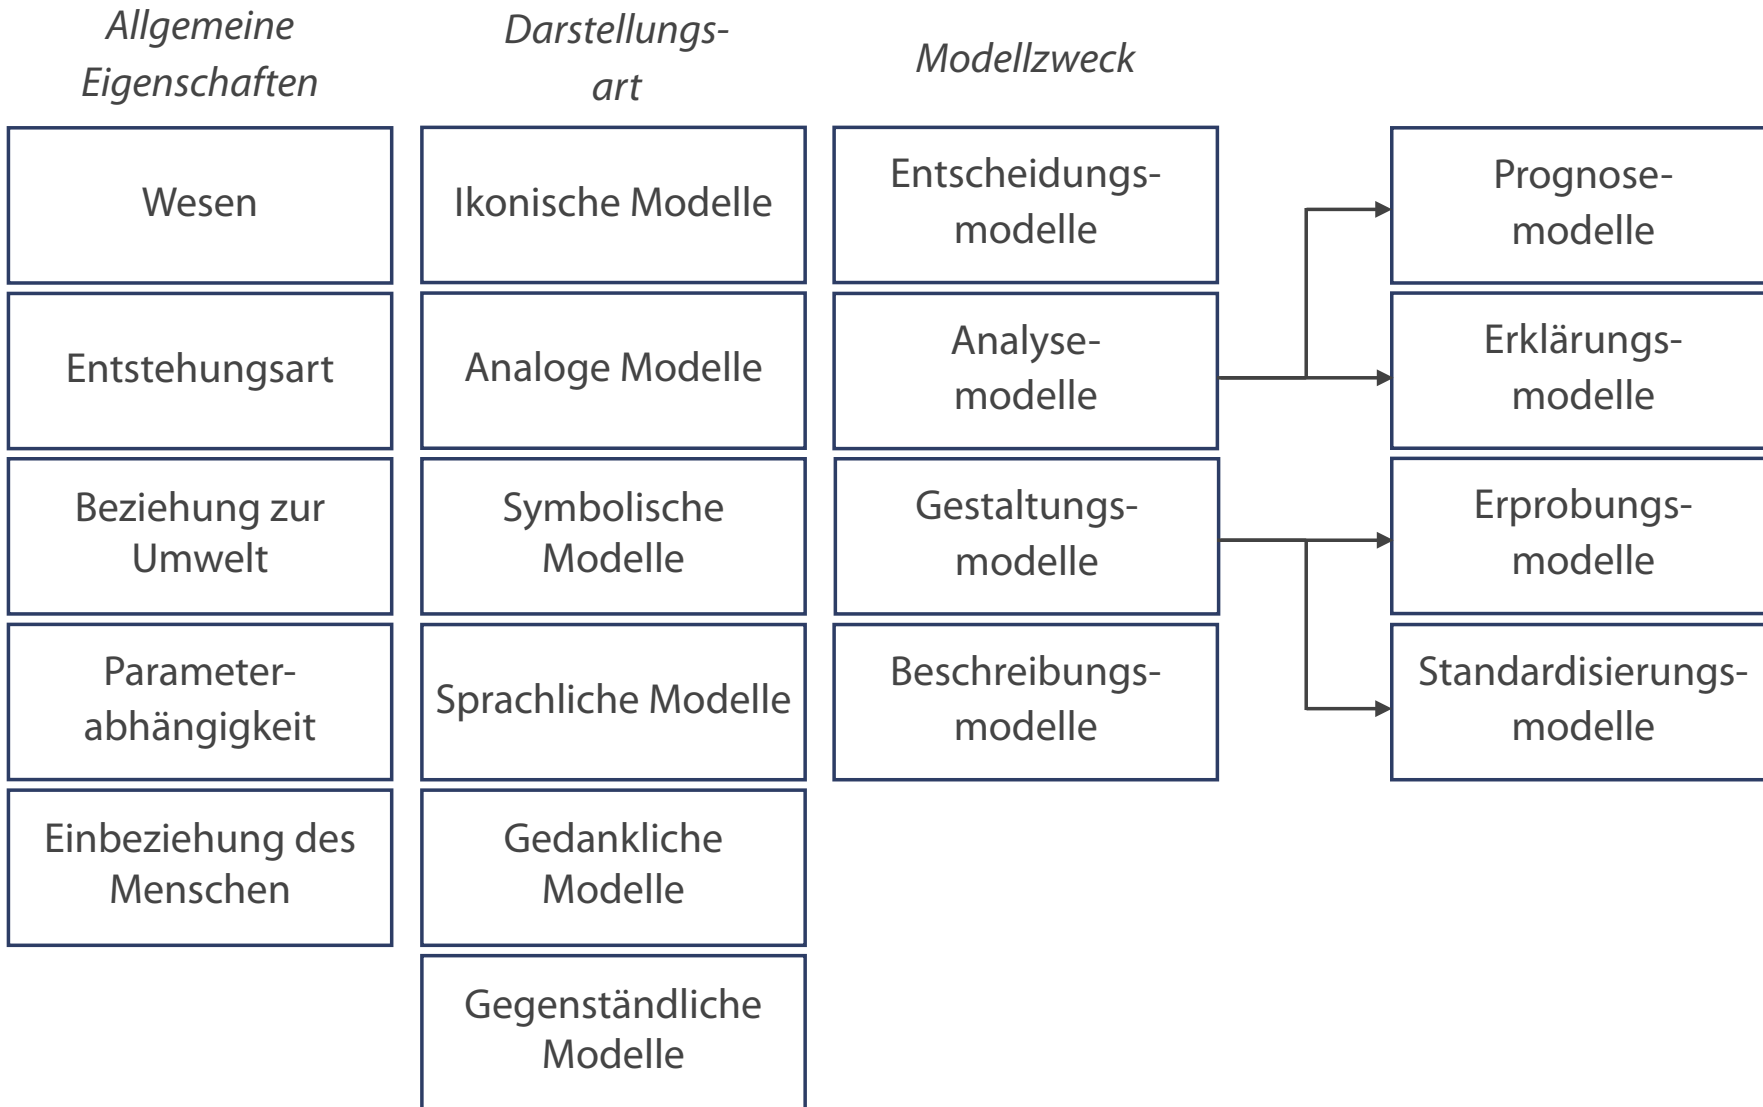 Allgemeine
Eigenschaften
Darstellungs-
art
Modellzweck
Wesen
Entstehungsart
Beziehung zur
Umwelt
Parameter-
abhängigkeit
Einbeziehung des
Menschen
Ikonische Modelle
Analoge Modelle
Symbolische
Modelle
Sprachliche Modelle
Gedankliche
Modelle
Gegenständliche
Modelle
Entscheidungs-
modelle
Analyse-
modelle
Gestaltungs-
modelle
Beschreibungs-
modelle
Prognose-
modelle
Erklärungs-
modelle
Erprobungs-
modelle
Standardisierungs-
modelle